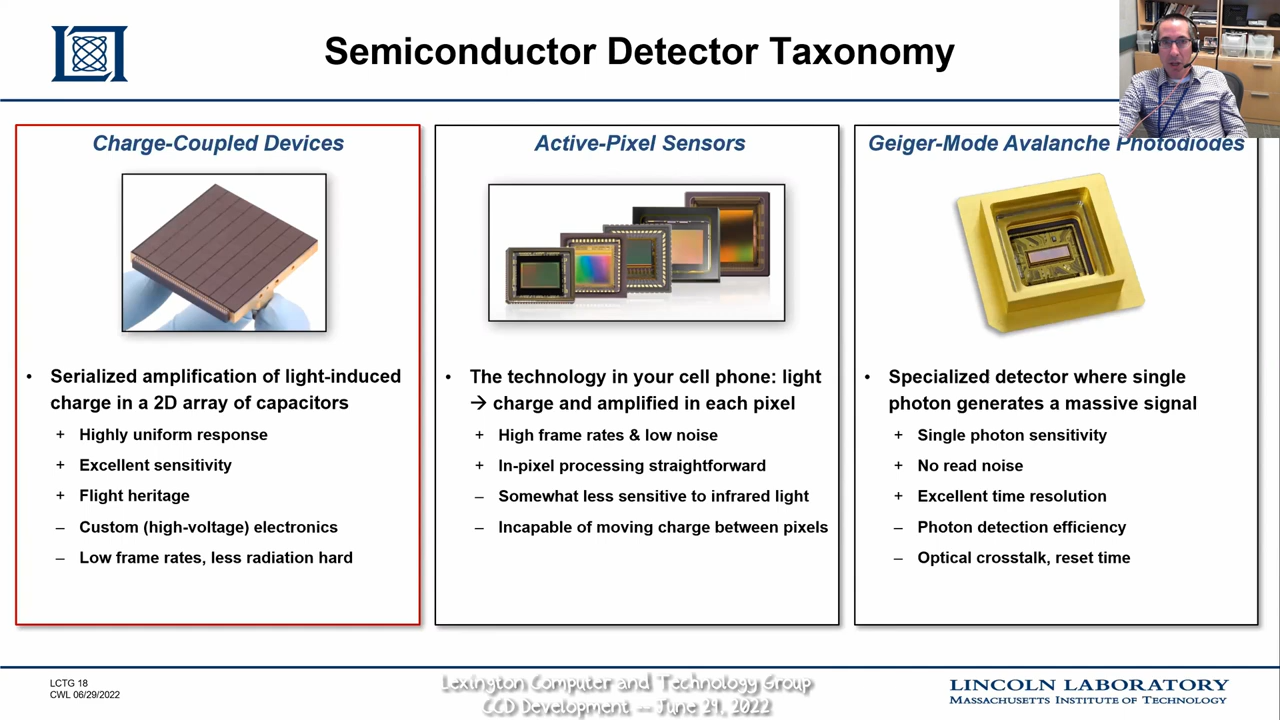 Semiconductor Detector Taxonomy
Charge-Coupled Devices
• Serialized amplification of light-induced
charge in a 2D array of capacitors
+ Highly uniform response
+ Excellent sensitivity
+ Flight heritage
– Custom (high-voltage) electronics
– Low frame rates, less radiation hard
Active-Pixel Sensors
• The technology in your cell phone: light
→ charge and amplified in each pixel
+ High frame rates & low noise
+ In-pixel processing straightforward
– Somewhat less sensitive to infrared light
– Incapable of moving charge between pixels
Geiger-Mode Avalanche Photodiodes
• Specialized detector where single
photon generates a massive signal
+ Single photon sensitivity
+ No read noise
+ Excellent time resolution
– Photon detection efficiency
– Optical crosstalk, reset time
LCTG 18
CWL 06/29/2022
Lexington Computer and Technology Group
CCD Development -- June 29, 2022
LINCOLN LABORATORY
MASSACHUSETTS INSTITUTE OF TECHNOLOGY